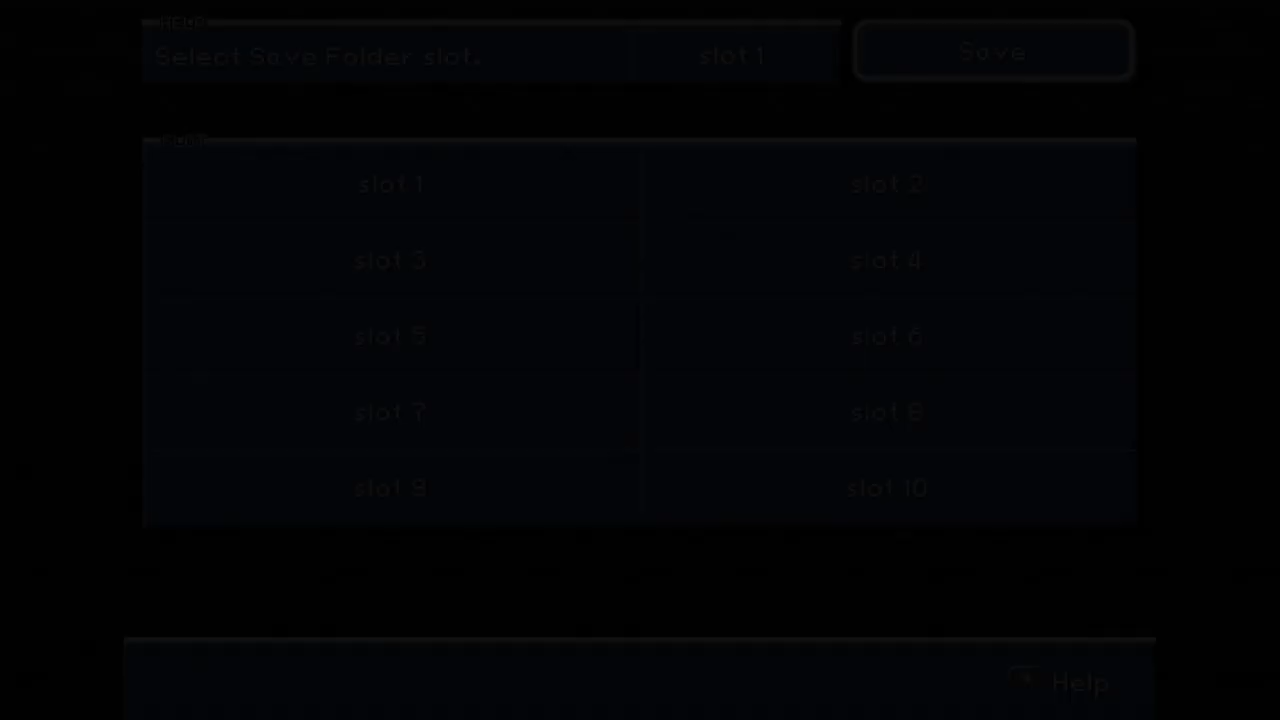 HELP
Select Save Folder slot.
slot 1
Save
slot 1
slot 2
slot 3
slot 4
slot 5
slot 6
slot 7
slot 8
slot 9
slot 10
Help